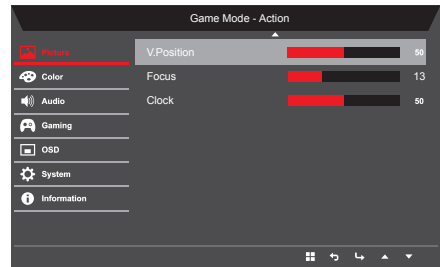 Game Mode - Action
Picture
V.Position 50
Color
Focus 13
Audio
Clock 50
Gaming
OSD
System
Information